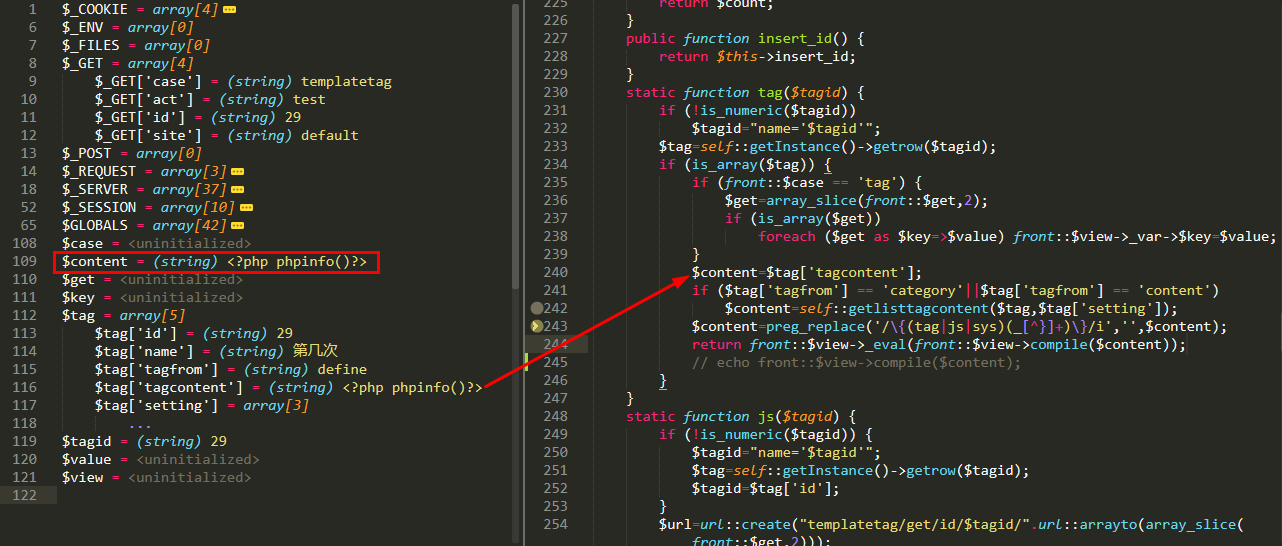 1 $_COOKIE = array[4]
6 $_ENV = array[0]
7 $_FILES = array[0]
8 $_GET = array[4]
9 $_GET['case'] = (string) templatetag
10 $_GET['act'] = (string) test
11 $_GET['id'] = (string) 29
12 $_GET['site'] = (string) default
13 $_POST = array[0]
14 $_REQUEST = array[3]
18 $_SERVER = array[37]
52 $_SESSION = array[10]
65 $GLOBALS = array[42]
108 $case = <uninitialized>
109 $content = (string) <?php phpinfo()?>
110 $get = <uninitialized>
111 $key = <uninitialized>
112 $tag = array[5]
113 $tag['id'] = (string) 29
114 $tag['name'] = (string) 第几次
115 $tag['tagfrom'] = (string) define
116 $tag['tagcontent'] = (string) <?php phpinfo()?>
117 $tag['setting'] = array[3]
118 ...
119 $tagid = (string) 29
120 $value = <uninitialized>
121 $view = <uninitialized>
122
225 return $count;
226 }
227 public function insert_id() {
228 return $this->insert_id;
229 }
230 static function tag($tagid) {
231 if (!is_numeric($tagid))
232 $tagid="name='$tagid'";
233 $tag=self::getInstance()->getrow($tagid);
234 if (is_array($tag)) {
235 if (front::$case == 'tag') {
236 $get=array_slice(front::$get,2);
237 if (is_array($get))
238 foreach ($get as $key=>$value) front::$view->_var->$key=$value;
239 }
240 $content=$tag['tagcontent'];
241 if ($tag['tagfrom'] == 'category'||$tag['tagfrom'] == 'content')
242 $content=self::getlisttagcontent($tag,$tag['setting']);
243 $content=preg_replace('/\{(tag|js|sys)(_[^}]+)\}/i','',$content);
244 return front::$view->_eval(front::$view->compile($content));
245 // echo front::$view->compile($content);
246 }
247 }
248 static function js($tagid) {
249 if (!is_numeric($tagid)) {
250 $tagid="name='$tagid'";
251 $tag=self::getInstance()->getrow($tagid);
252 $tagid=$tag['id'];
253 }
254 $url=url::create("templatetag/get/id/$tagid/".url::arrayto(array_slice(
front::$get,2)));